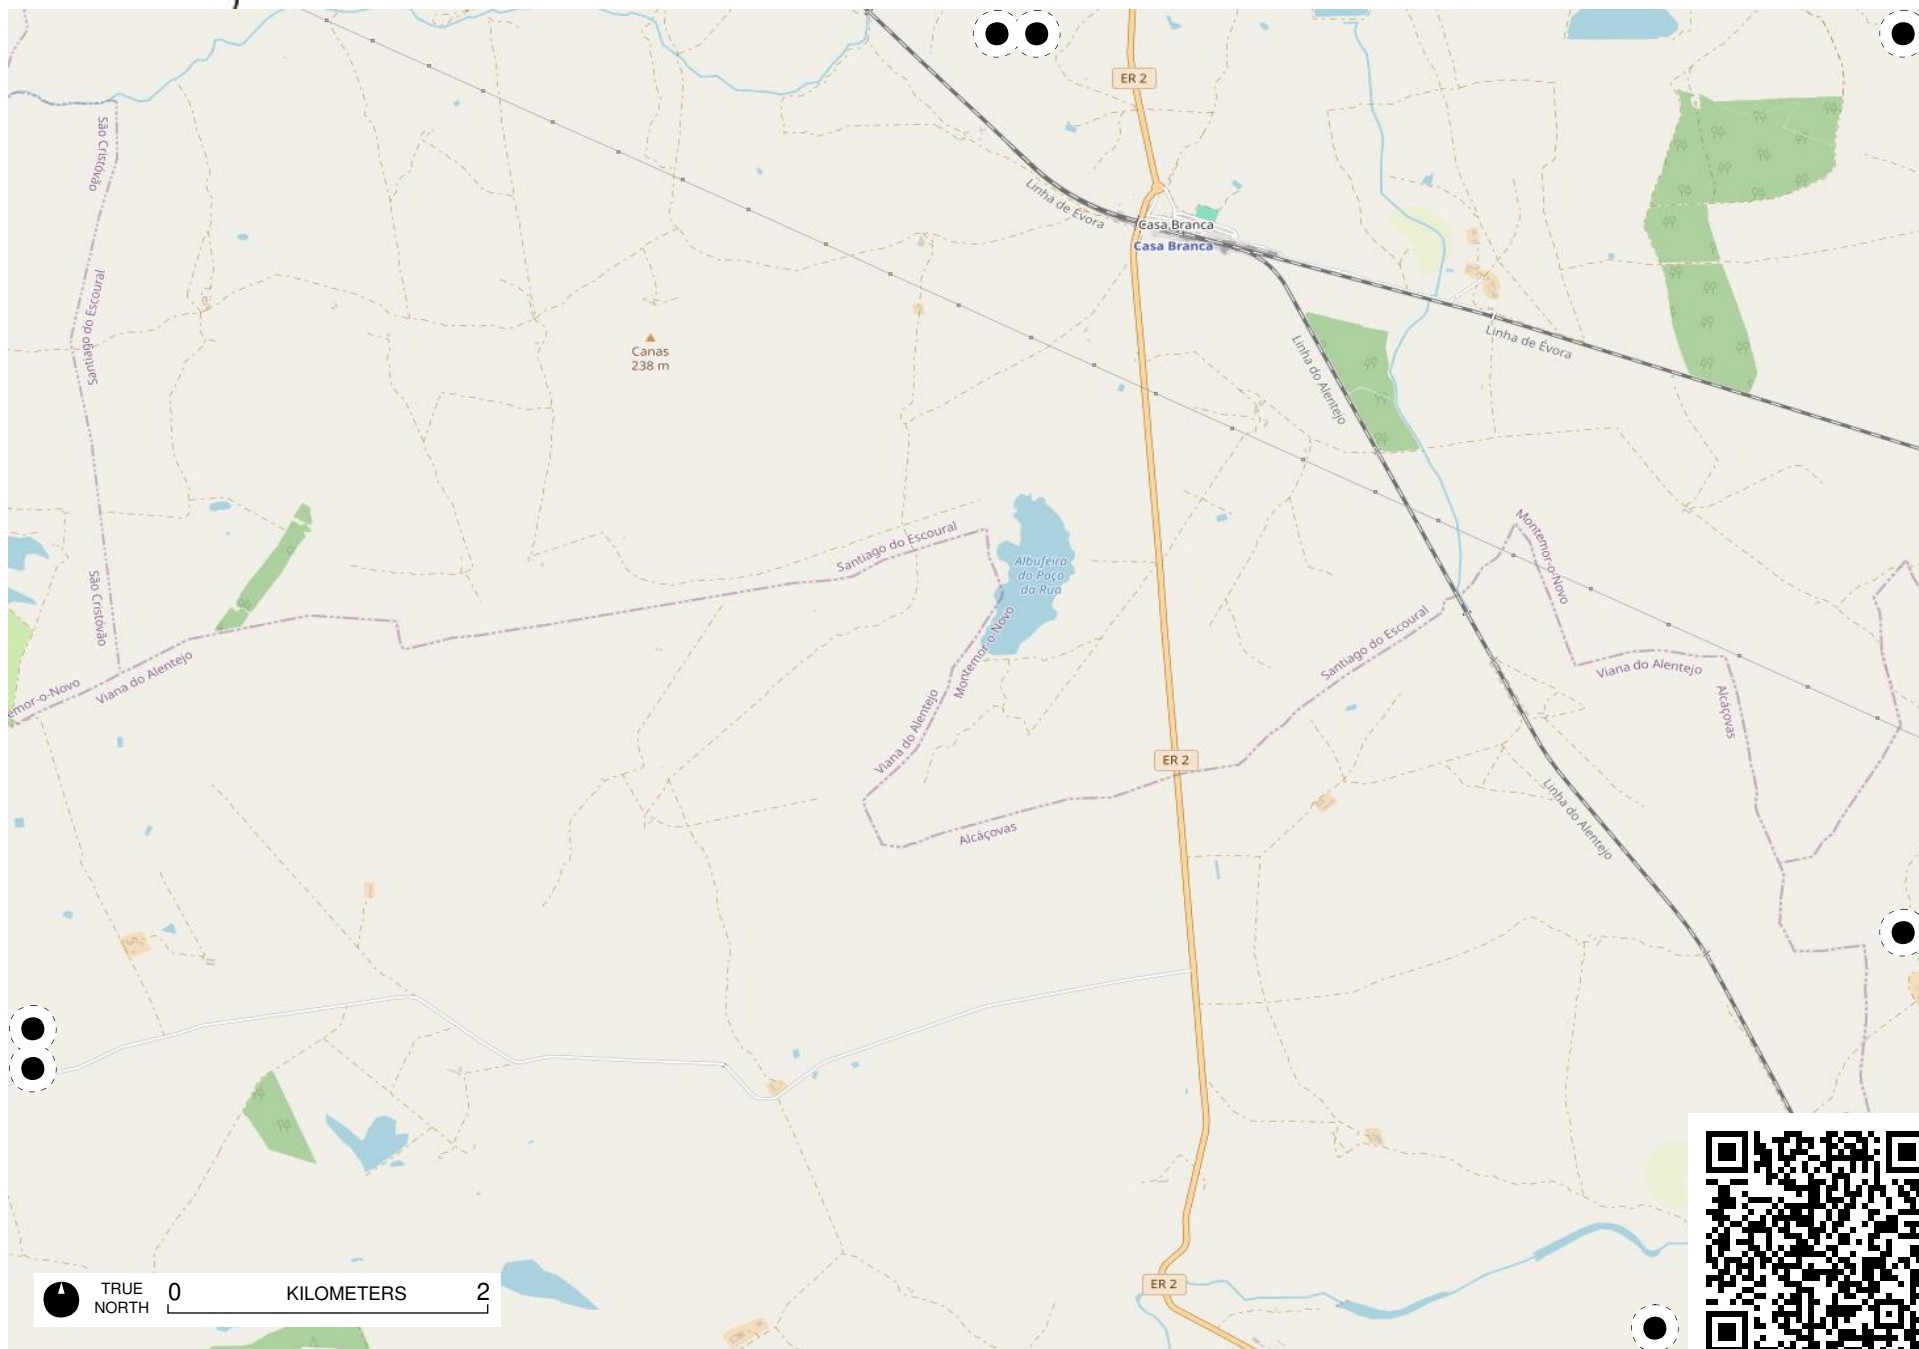 ER 2
São Cristóvão
Linha de Évora
Casa Branca
Casa Branca
Santiago do Escoural
Linha de Évora
Canas
238 m
Linha do Alentejo
Santiago do Escoural
Montemor-o-Novo
Albufeira
do Poço
da Rua
São Cristóvão
Montemor-o-Novo
Santiago do Escoural
Viana do Alentejo
Viana do Alentejo
emor-o-Novo
Viana do Alentejo
Alcáçovas
ER 2
Linha do Alentejo
Alcáçovas
ER 2
TRUE
NORTH
0 KILOMETERS 2